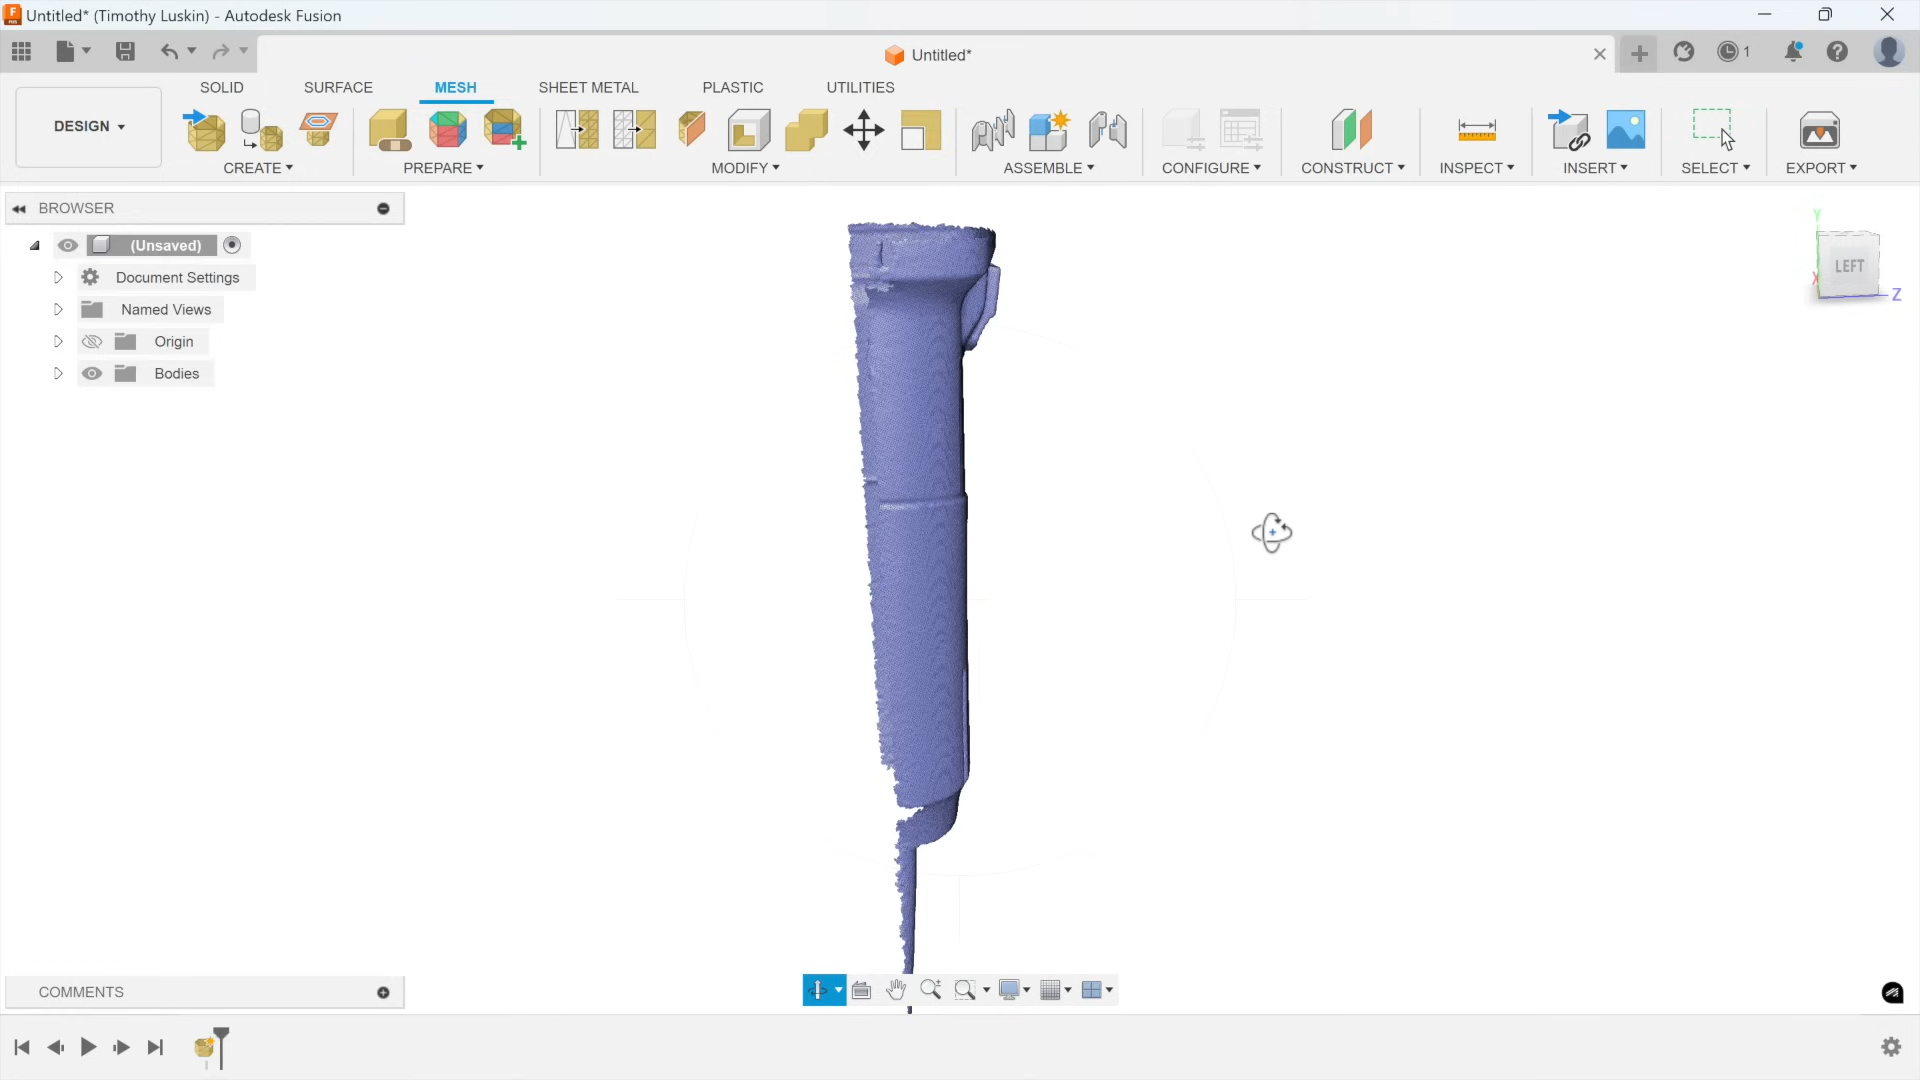 Untitled* (Timothy Luskin) - Autodesk Fusion
Untitled*
1
SOLID SURFACE MESH SHEET METAL PLASTIC UTILITIES
DESIGN
CREATE PREPARE MODIFY ASSEMBLE CONFIGURE CONSTRUCT INSPECT INSERT SELECT EXPORT
BROWSER
(Unsaved)
Document Settings
Named Views
Origin
Bodies
Y
LEFT
X
Z
COMMENTS